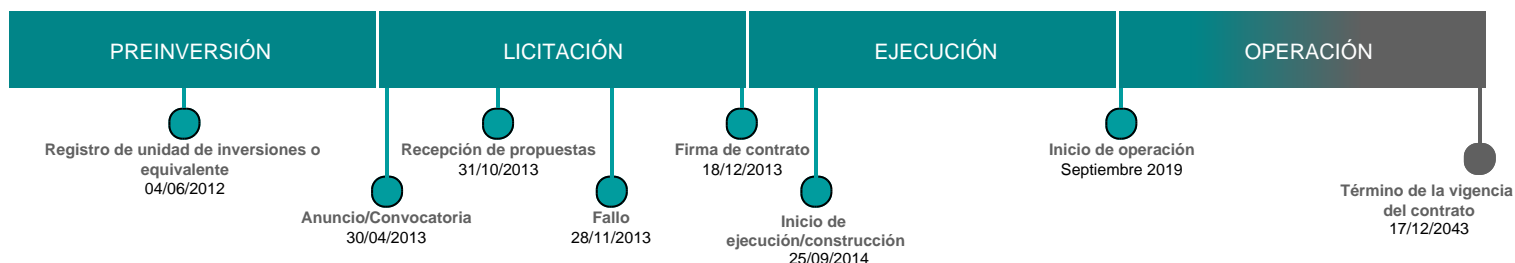 PREINVERSIÓN
LICITACIÓN
EJECUCIÓN
OPERACIÓN
Registro de unidad de inversiones o
equivalente
04/06/2012
Anuncio/Convocatoria
30/04/2013
Recepción de propuestas
31/10/2013
Fallo
28/11/2013
Firma de contrato
18/12/2013
Inicio de
ejecución/construcción
25/09/2014
Inicio de operación
Septiembre 2019
Término de la vigencia
del contrato
17/12/2043